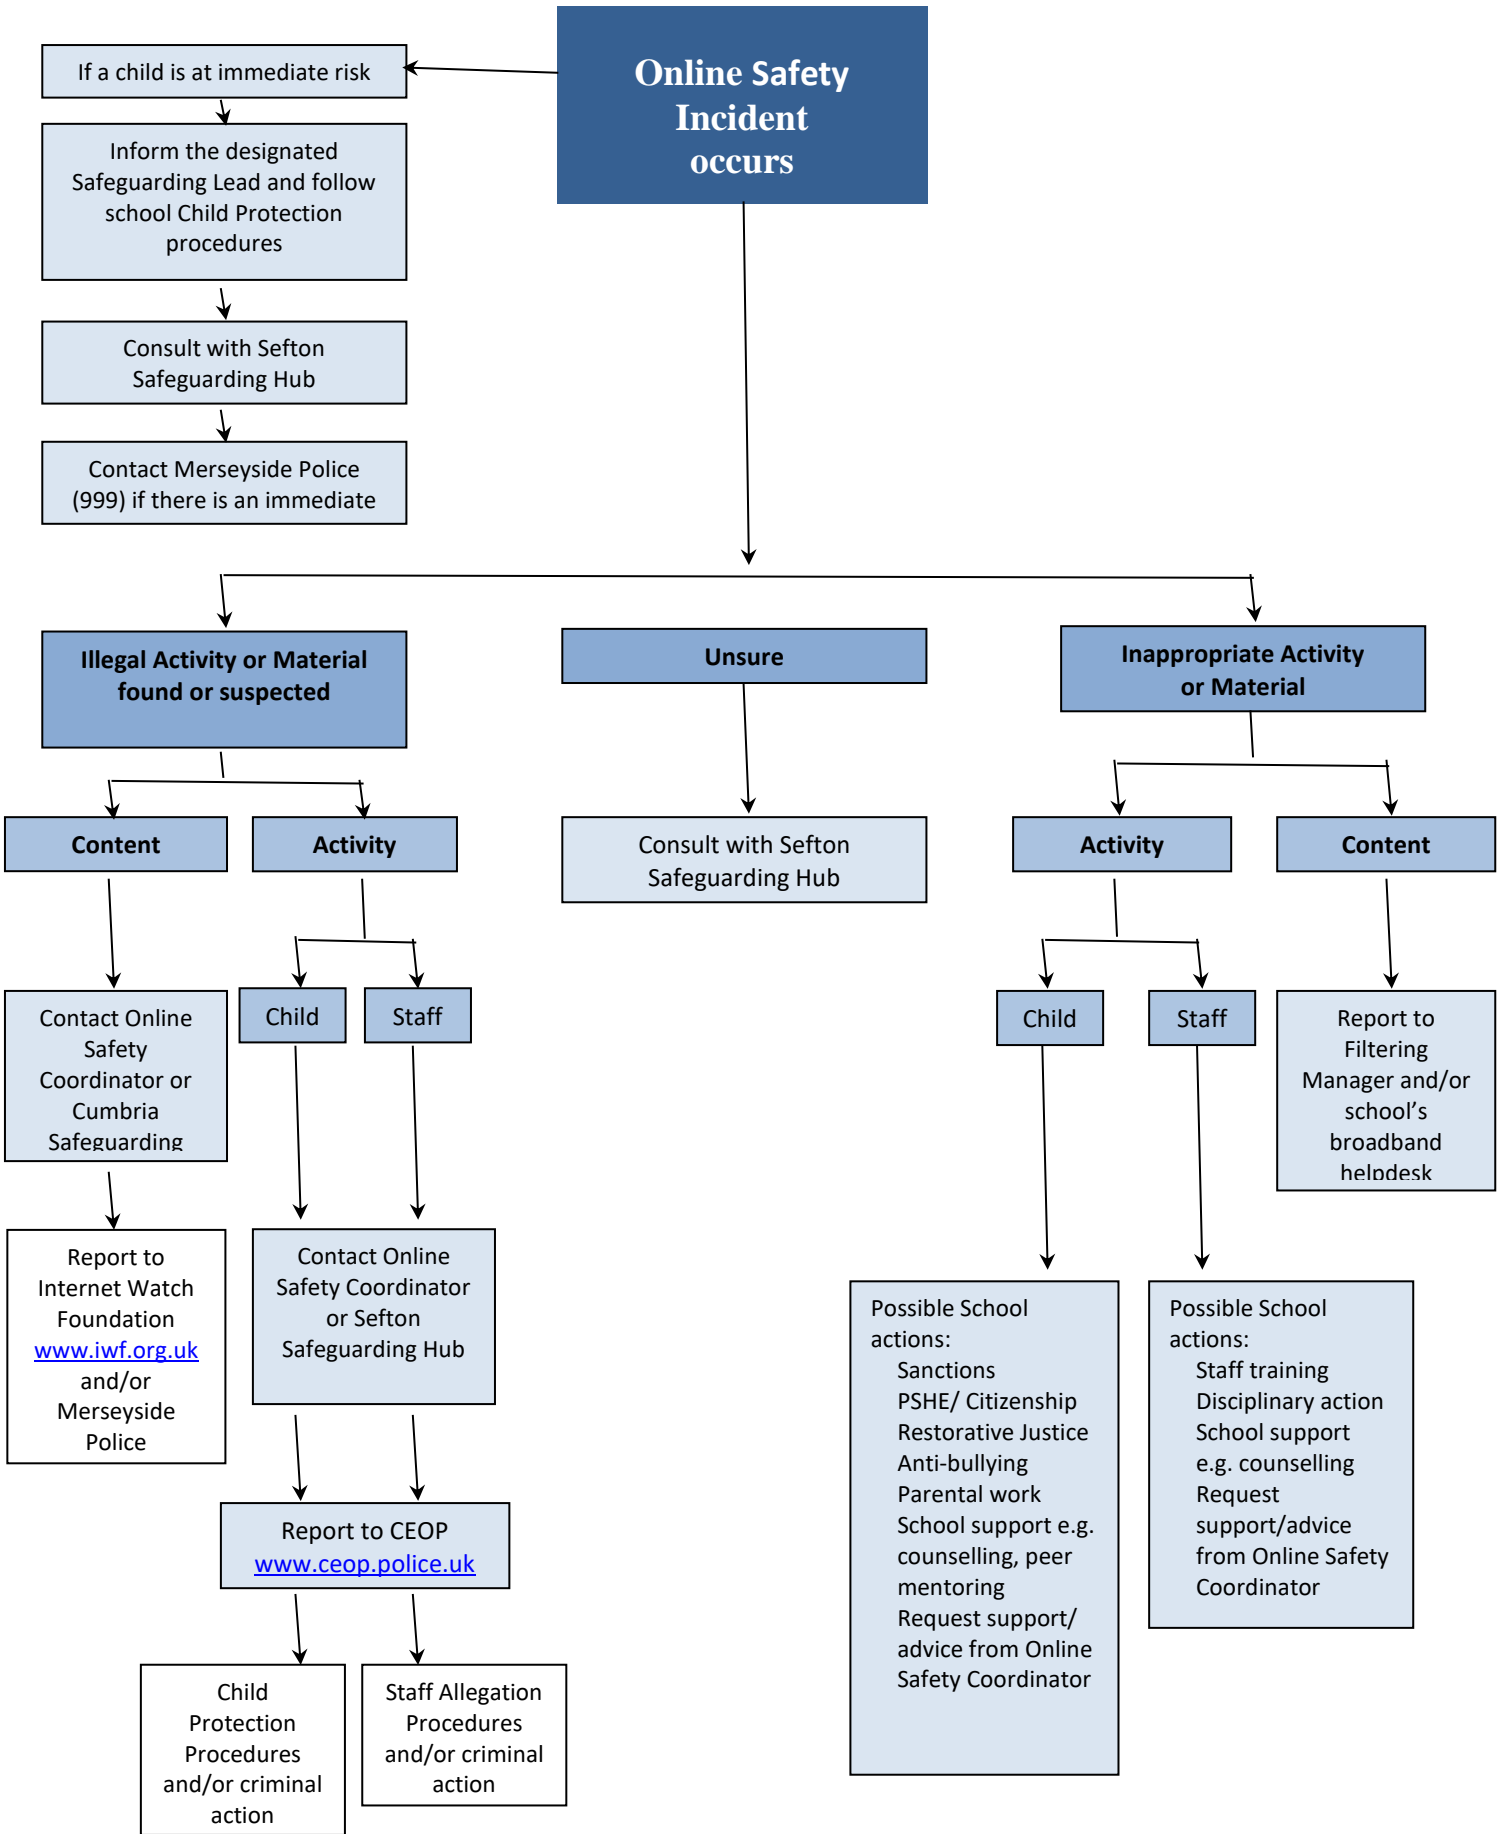 Online Safety
Incident
occurs
If a child is at immediate risk
Inform the designated
Safeguarding Lead and follow
school Child Protection
procedures
Consult with Sefton
Safeguarding Hub
Contact Merseyside Police
(999) if there is an immediate
Illegal Activity or Material
found or suspected
Unsure
Inappropriate Activity
or Material
Content
Activity
Consult with Sefton
Safeguarding Hub
Activity
Content
Contact Online
Safety
Coordinator or
Cumbria
Safeguarding
Child
Staff
Child
Staff
Report to
Filtering
Manager and/or
school’s
broadband
helpdesk
Report to
Internet Watch
Foundation
www.iwf.org.uk
and/or
Merseyside
Police
Contact Online
Safety Coordinator
or Sefton
Safeguarding Hub
Possible School
actions:
Sanctions
PSHE/ Citizenship
Restorative Justice
Anti-bullying
Parental work
School support e.g.
counselling, peer
mentoring
Request support/
advice from Online
Safety Coordinator
Possible School
actions:
Staff training
Disciplinary action
School support
e.g. counselling
Request
support/advice
from Online Safety
Coordinator
Report to CEOP
www.ceop.police.uk
Child
Protection
Procedures
and/or criminal
action
Staff Allegation
Procedures
and/or criminal
action